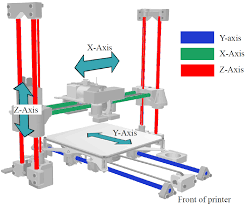 X-Axis
Y-axis
X-Axis
Z-Axis
Z-Axis
Y-Axis
Front of printer